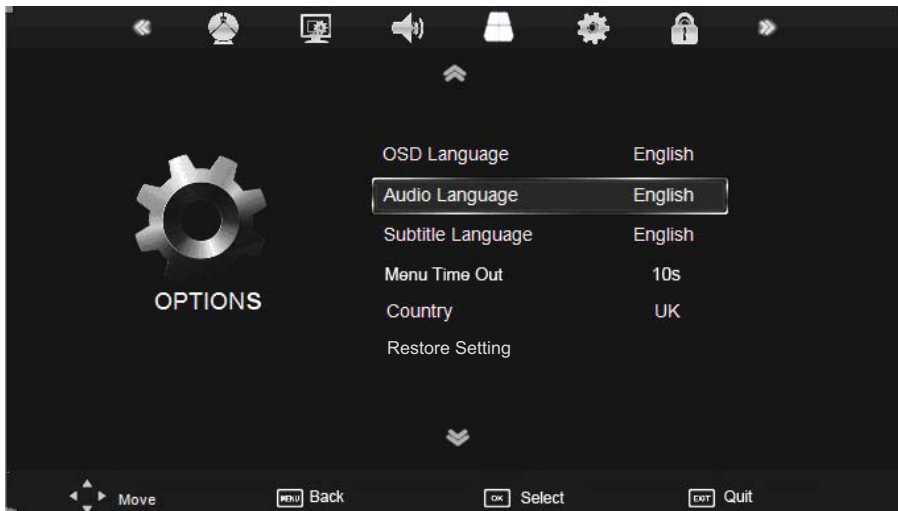 OSD Language English
Audio Language English
Subtitle Language English
Menu Time Out 10s
OPTIONS
Country UK
Restore Setting
Move MENU Back OK Select EXIT Quit